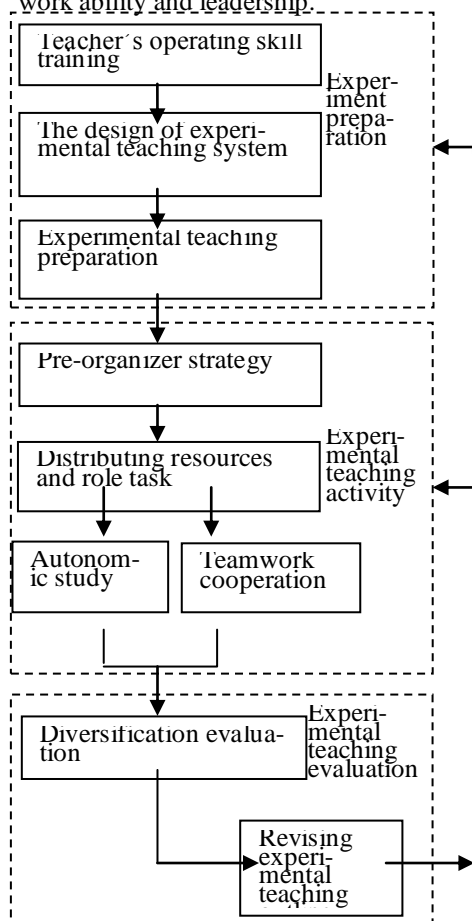 work ability and leadership.
Teacher's operating skill
training
Exper-
iment
prepa-
ration
The design of experi-
mental teaching system
Experimental teaching
preparation
Pre-organizer strategy
Distributing resources
and role task
Experi-
mental
teaching
activity
Autonom-
ic study
Teamwork
cooperation
Diversification evalua-
tion
Experi-
mental
teaching
evaluation
Revising
experi-
mental
teaching